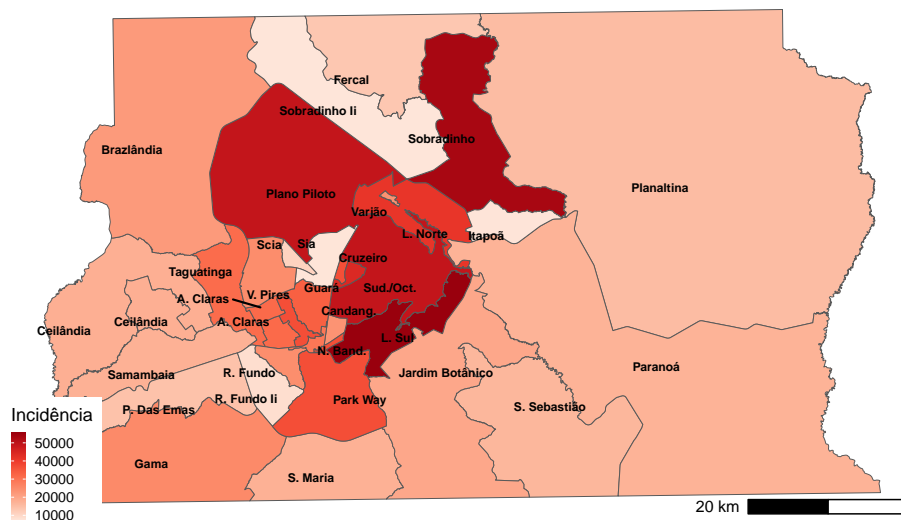 Fercal
Sobradinho Ii
Sobradinho
Brazlândia
Planaltina
Plano Piloto
Varjão
L. Norte
Itapoã
Scia
Sia
Cruzeiro
Taguatinga
Guará
Sud./Oct.
A. Claras
V. Pires
Candang.
Ceilândia
Ceilândia
A. Claras
L. Sul
N. Band.
Samambaia
R. Fundo
Jardim Botânico
Paranoá
R. Fundo Ii
Park Way
P. Das Emas
S. Sebastião
Gama
S. Maria
Incidência
50000
40000
30000
20000
10000
20 km